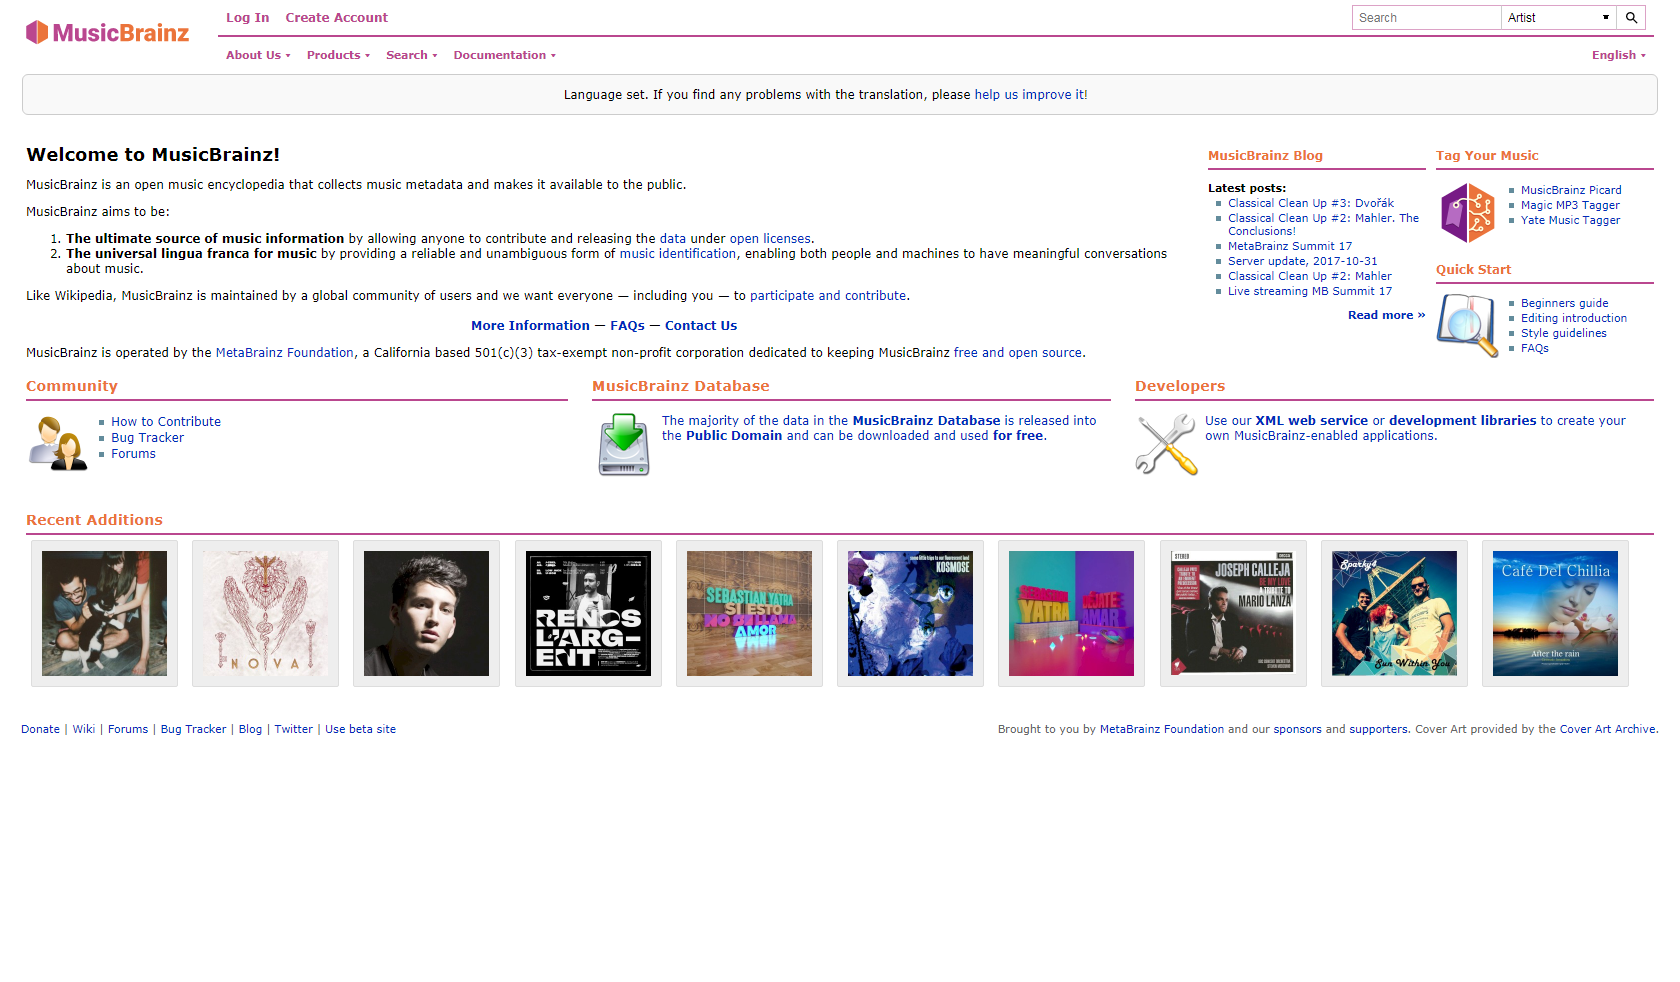 MusicBrainz
Log In Create Account
Search Artist
About Us Products Search Documentation
English
Language set. If you find any problems with the translation, please help us improve it!
Welcome to MusicBrainz!
MusicBrainz is an open music encyclopedia that collects music metadata and makes it available to the public.
MusicBrainz aims to be:
1. The ultimate source of music information by allowing anyone to contribute and releasing the data under open licenses.
2. The universal lingua franca for music by providing a reliable and unambiguous form of music identification, enabling both people and machines to have meaningful conversations
about music.
Like Wikipedia, MusicBrainz is maintained by a global community of users and we want everyone — including you — to participate and contribute.
More Information — FAQs — Contact Us
MusicBrainz is operated by the MetaBrainz Foundation, a California based 501(c)(3) tax-exempt non-profit corporation dedicated to keeping MusicBrainz free and open source.
MusicBrainz Blog
Latest posts:
Classical Clean Up #3: Dvořák
Classical Clean Up #2: Mahler. The
Conclusions!
MetaBrainz Summit 17
Server update, 2017-10-31
Classical Clean Up #2: Mahler
Live streaming MB Summit 17
Read more »
Tag Your Music
MusicBrainz Picard
Magic MP3 Tagger
Yate Music Tagger
Quick Start
Beginners guide
Editing introduction
Style guidelines
FAQs
Community
How to Contribute
Bug Tracker
Forums
MusicBrainz Database
The majority of the data in the MusicBrainz Database is released into
the Public Domain and can be downloaded and used for free.
Developers
Use our XML web service or development libraries to create your
own MusicBrainz-enabled applications.
Recent Additions
NOVA
RENOS
L'ARG-
ENT
SEBASTIAN YATRA
SI ESTO
NO SE LLAMA
AMOR
KOSMOSE
SEBASTIAN
YATRA
DÉJATE
AMAR
STEREO
DECCA
JOSEPH CALLEJA
BE MY LOVE
A TRIBUTE TO
MARIO LANZA
Sparky4
Sun Within You
Café Del Chillia
After the rain
Donate | Wiki | Forums | Bug Tracker | Blog | Twitter | Use beta site
Brought to you by MetaBrainz Foundation and our sponsors and supporters. Cover Art provided by the Cover Art Archive.